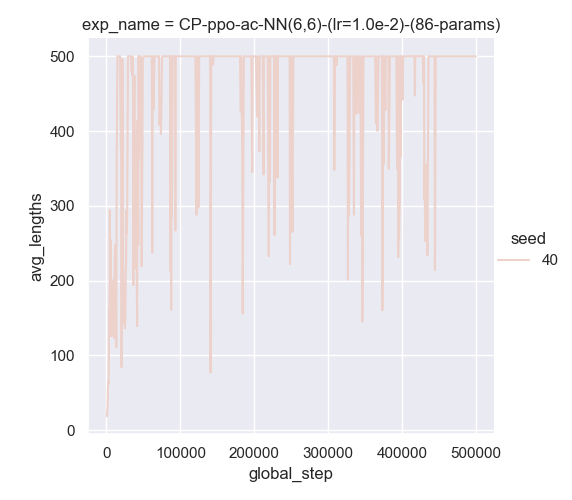 exp_name = CP-ppo-ac-NN(6,6)-(lr=1.0e-2)-(86-params)
500
400
300
200
100
0
avg_lengths
0 100000 200000 300000 400000 500000
global_step
seed
40